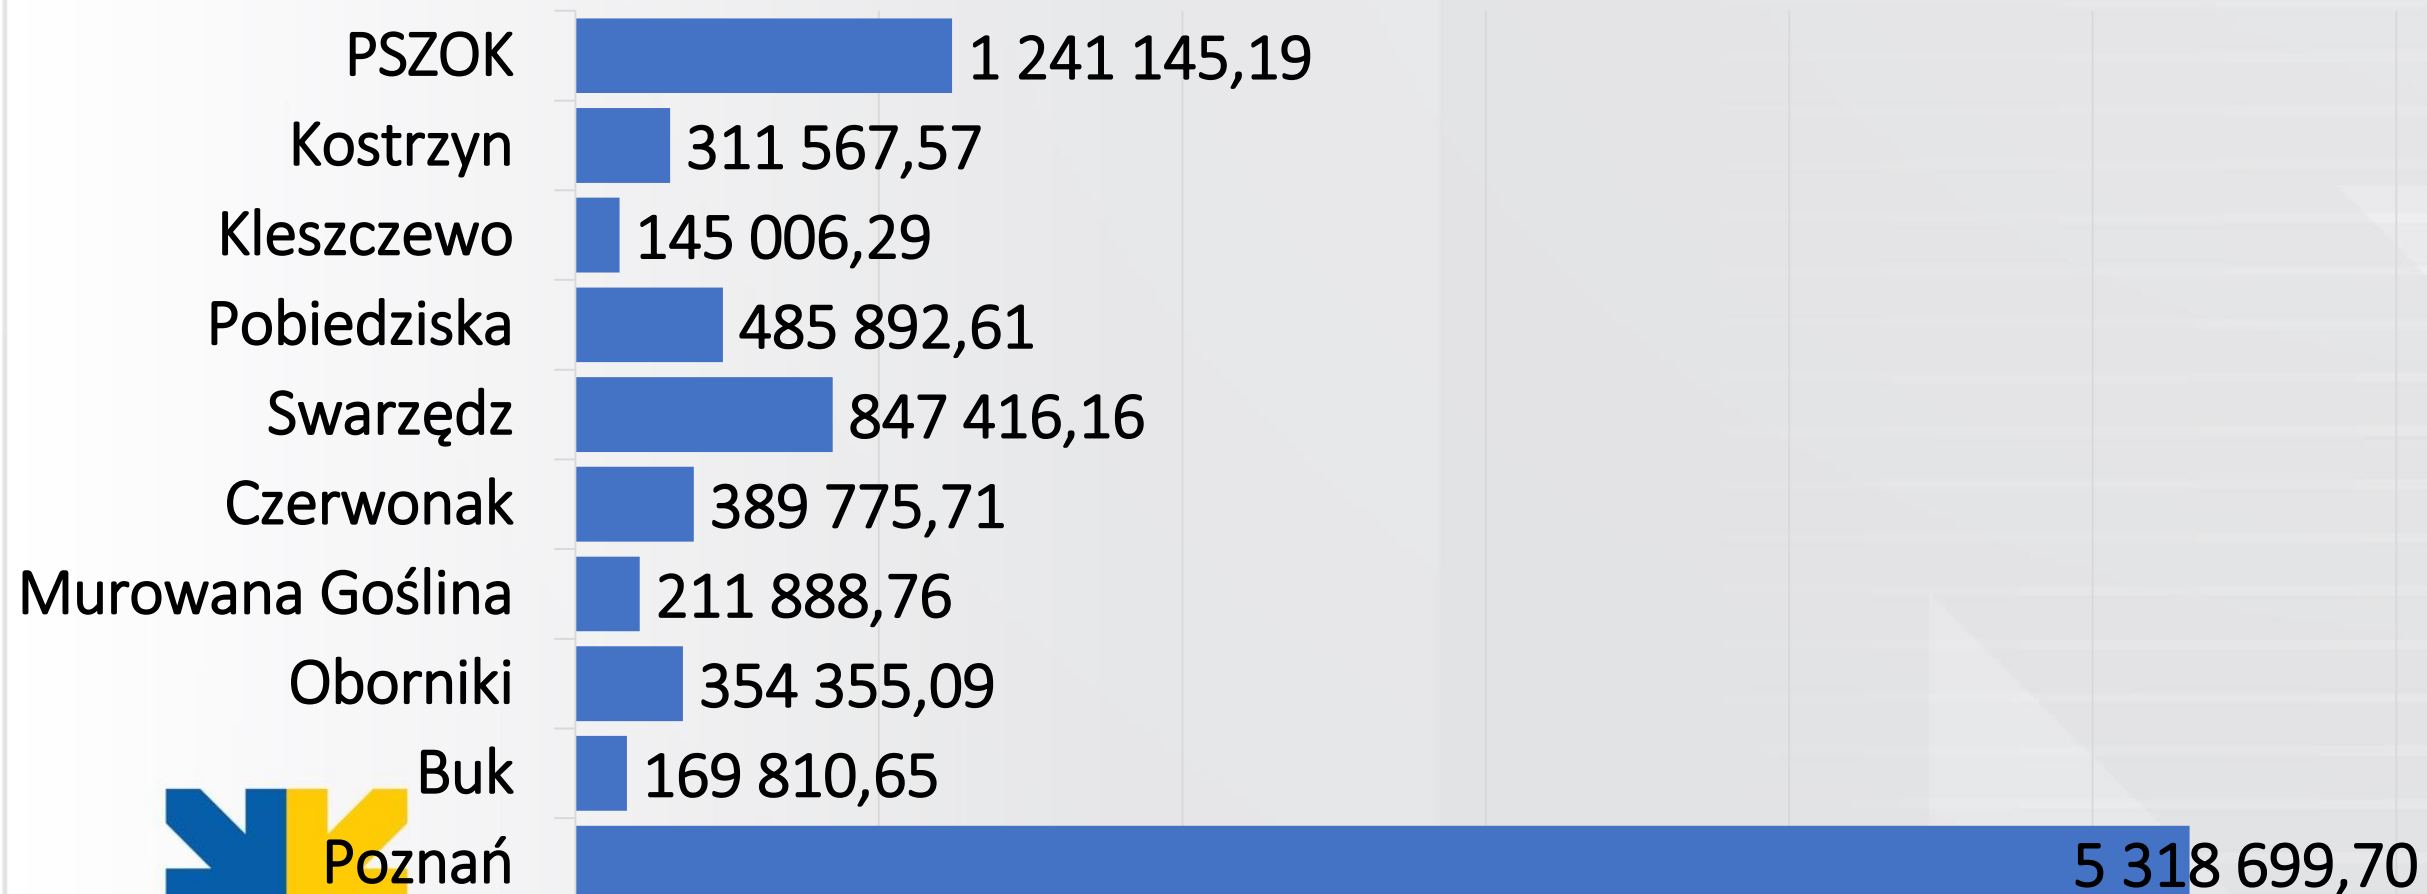 PSZOK 1 241 145,19
Kostrzyn 311 567,57
Kleszczewo 145 006,29
Pobiedziska 485 892,61
Swarzędz 847 416,16
Czerwonak 389 775,71
Murowana Goślina 211 888,76
Oborniki 354 355,09
Buk 169 810,65
Poznań 5 318 699,70